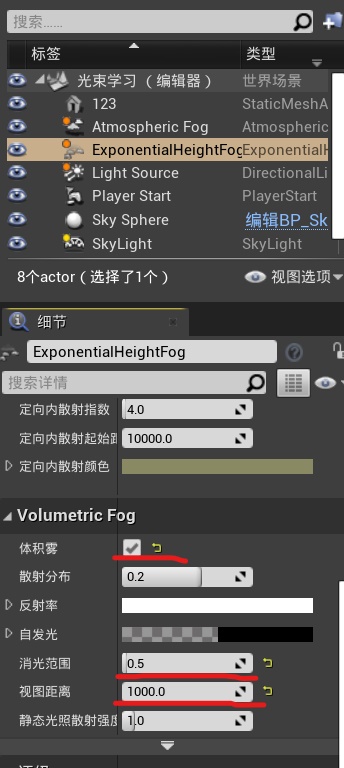 搜索......
标签 类型
光束学习 （编辑器） 世界场景
123 StaticMeshA
Atmospheric Fog Atmospheric
ExponentialHeightFog ExponentialH
Light Source DirectionalLi
Player Start PlayerStart
Sky Sphere 编辑BP_Sk
SkyLight SkyLight
8个actor（选择了1个） 视图选项
细节
ExponentialHeightFog
搜索详情
定向内散射指数 4.0
定向内散射起始距 10000.0
定向内散射颜色
Volumetric Fog
体积雾
散射分布 0.2
反射率
自发光
消光范围 0.5
视图距离 1000.0
静态光照散射强度 1.0